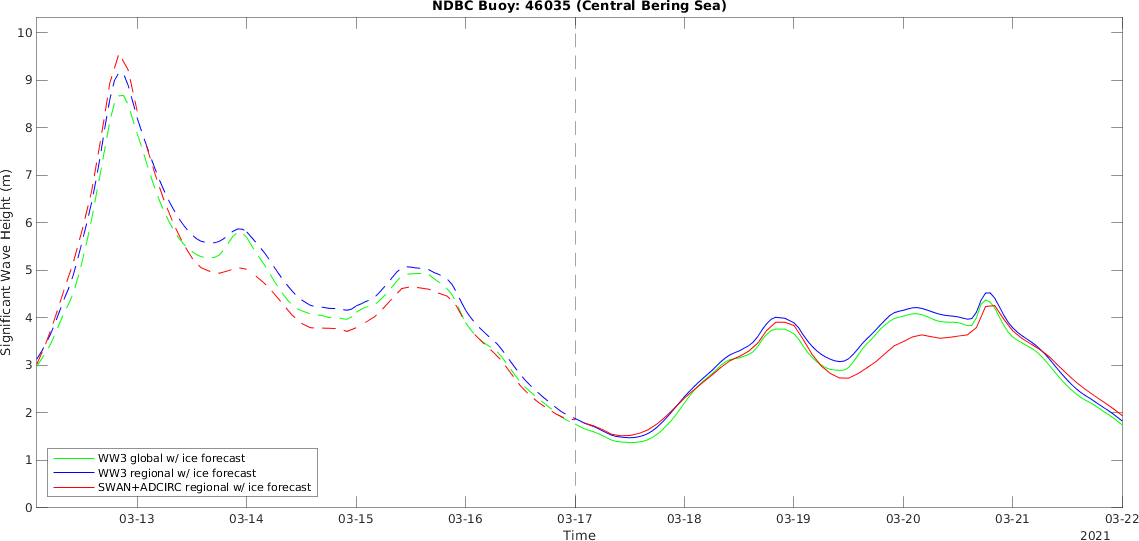 NDBC Buoy: 46035 (Central Bering Sea)
10
9
8
7
6
5
4
3
2
1
0
Significant Wave Height (m)
WW3 global w/ ice forecast
WW3 regional w/ ice forecast
SWAN+ADCIRC regional w/ ice forecast
03-13 03-14 03-15 03-16 03-17 03-18 03-19 03-20 03-21 03-22
Time
2021